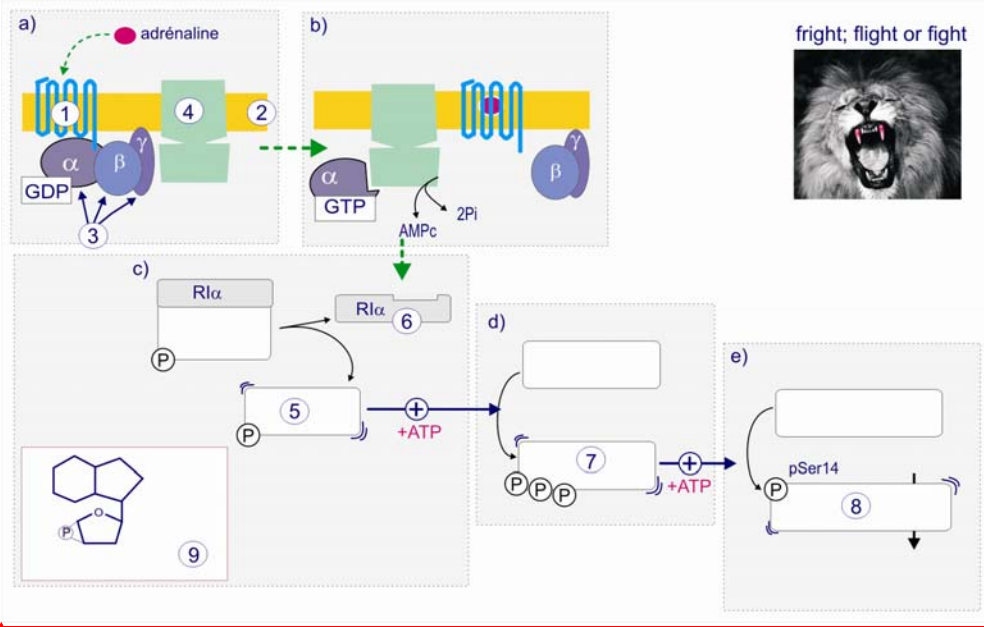 a)
adrénaline
1
4
2
α
β
γ
GDP
3
b)
α
GTP
AMPc
2Pi
β
γ
fright; flight or fight
c)
RIα
P
RIα
6
5
P
+
+ATP
9
O
P
d)
7
P P P
+
+ATP
e)
pSer14
P
8